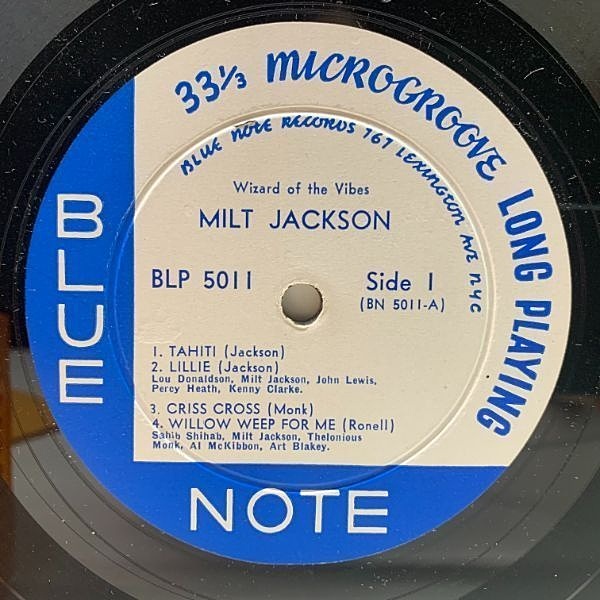 33⅓ MICROGROOVE LONG PLAYING
BLUE NOTE RECORDS 767 LEXINGTON AVE NYC
Wizard of the Vibes
MILT JACKSON
BLP 5011
Side 1
(BN 5011-A)
1. TAHITI (Jackson)
2. LILLIE (Jackson)
Lou Donaldson, Milt Jackson, John Lewis,
Percy Heath, Kenny Clarke.
3. CRISS CROSS (Monk)
4. WILLOW WEEP FOR ME (Ronell)
Sahib Shihab, Milt Jackson, Thelonious
Monk, Al McKibbon, Art Blakey.
BLUE
NOTE